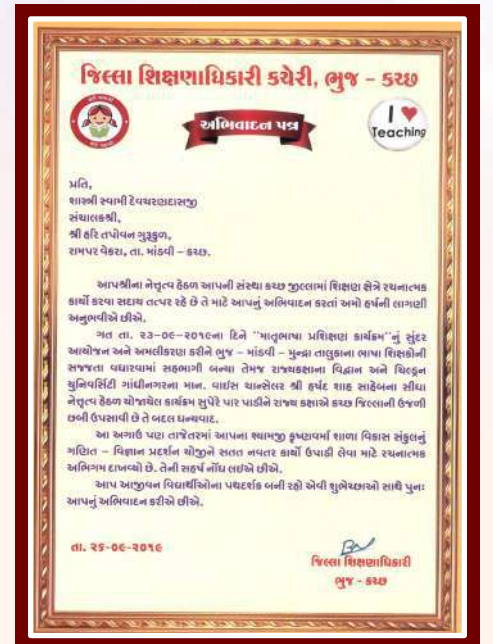 જિલ્લા શિક્ષણાધિકારી કચેરી, ભુજ – કચ્છ
અભિવાદન પત્ર
I ♥
Teaching
પ્રતિ,
શાસ્ત્રી સ્વામી દેવચરણદાસજી
સંચાલકશ્રી,
શ્રી હરિ તપોવન ગુરૂકુળ,
રામપર વેકરા, તા. માંડવી – કચ્છ.
આપશ્રીના નેત્તૃત્વ હેઠળ આપની સંસ્થા કચ્છ જીલ્લામાં શિક્ષણ ક્ષેત્રે રચનાત્મક
કાર્યો કરવા સદાય તત્પર રહે છે તે માટે આપનું અભિવાદન કરતાં અમો હર્ષની લાગણી
અનુભવીએ છીએ.
ગત તા. ૨૩-૦૯-૨૦૧૯ના દિને "માતૃભાષા પ્રશિક્ષણ કાર્યક્રમ"નું સુંદર
આયોજન અને અમલીકરણ કરીને ભુજ – માંડવી – મુન્દ્રા તાલુકાના ભાષા શિક્ષકોની
સજ્જતા વધારવામાં સહભાગી બન્યા તેમજ રાજ્યકક્ષાના વિદ્વાન અને ચિલ્ડ્રન
યુનિવર્સિટી ગાંધીનગરના માન. વાઇસ ચાન્સેલર શ્રી હર્ષદ શાહ સાહેબના સીધા
નેત્તૃત્વ હેઠળ યોજાયેલ કાર્યક્રમ સુપેરે પાર પાડીને રાજ્ય કક્ષાએ કચ્છ જિલ્લાની ઉજળી
છબી ઉપસાવી છે તે બદલ ધન્યવાદ.
આ અગાઉ પણ તાજેતરમાં આપના શ્યામજી કૃષ્ણવર્મા શાળા વિકાસ સંકુલનું
ગણિત – વિજ્ઞાન પ્રદર્શન યોજીને સતત નવતર કાર્યો ઉપાડી લેવા માટે રચનાત્મક
અભિગમ દાખવ્યો છે. તેની સહર્ષ નોંધ લઇએ છીએ.
આપ આજીવન વિદ્યાર્થીઓના પથદર્શક બની રહો એવી શુભેચ્છાઓ સાથે પુનઃ
આપનું અભિવાદન કરીએ છીએ.
તા. ૨૬-૦૯-૨૦૧૯
જિલ્લા શિક્ષણાધિકારી
ભુજ - કચ્છ